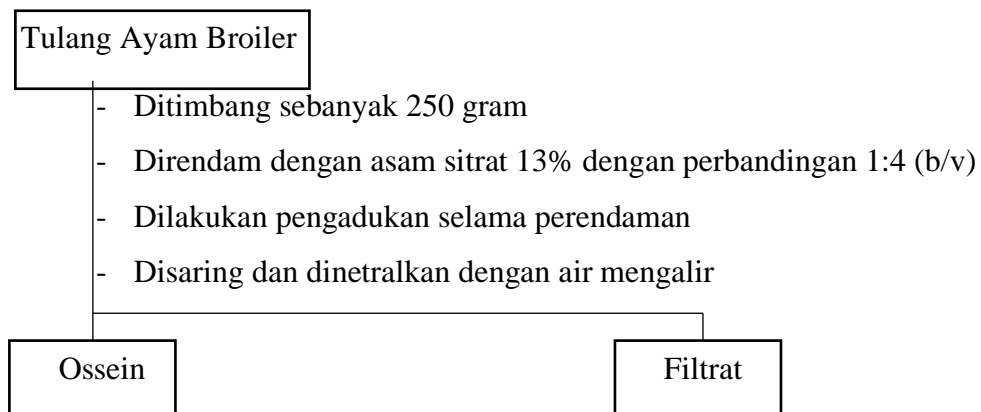 Tulang Ayam Broiler
- Ditimbang sebanyak 250 gram
- Direndam dengan asam sitrat 13% dengan perbandingan 1:4 (b/v)
- Dilakukan pengadukan selama perendaman
- Disaring dan dinetralkan dengan air mengalir
Ossein Filtrat